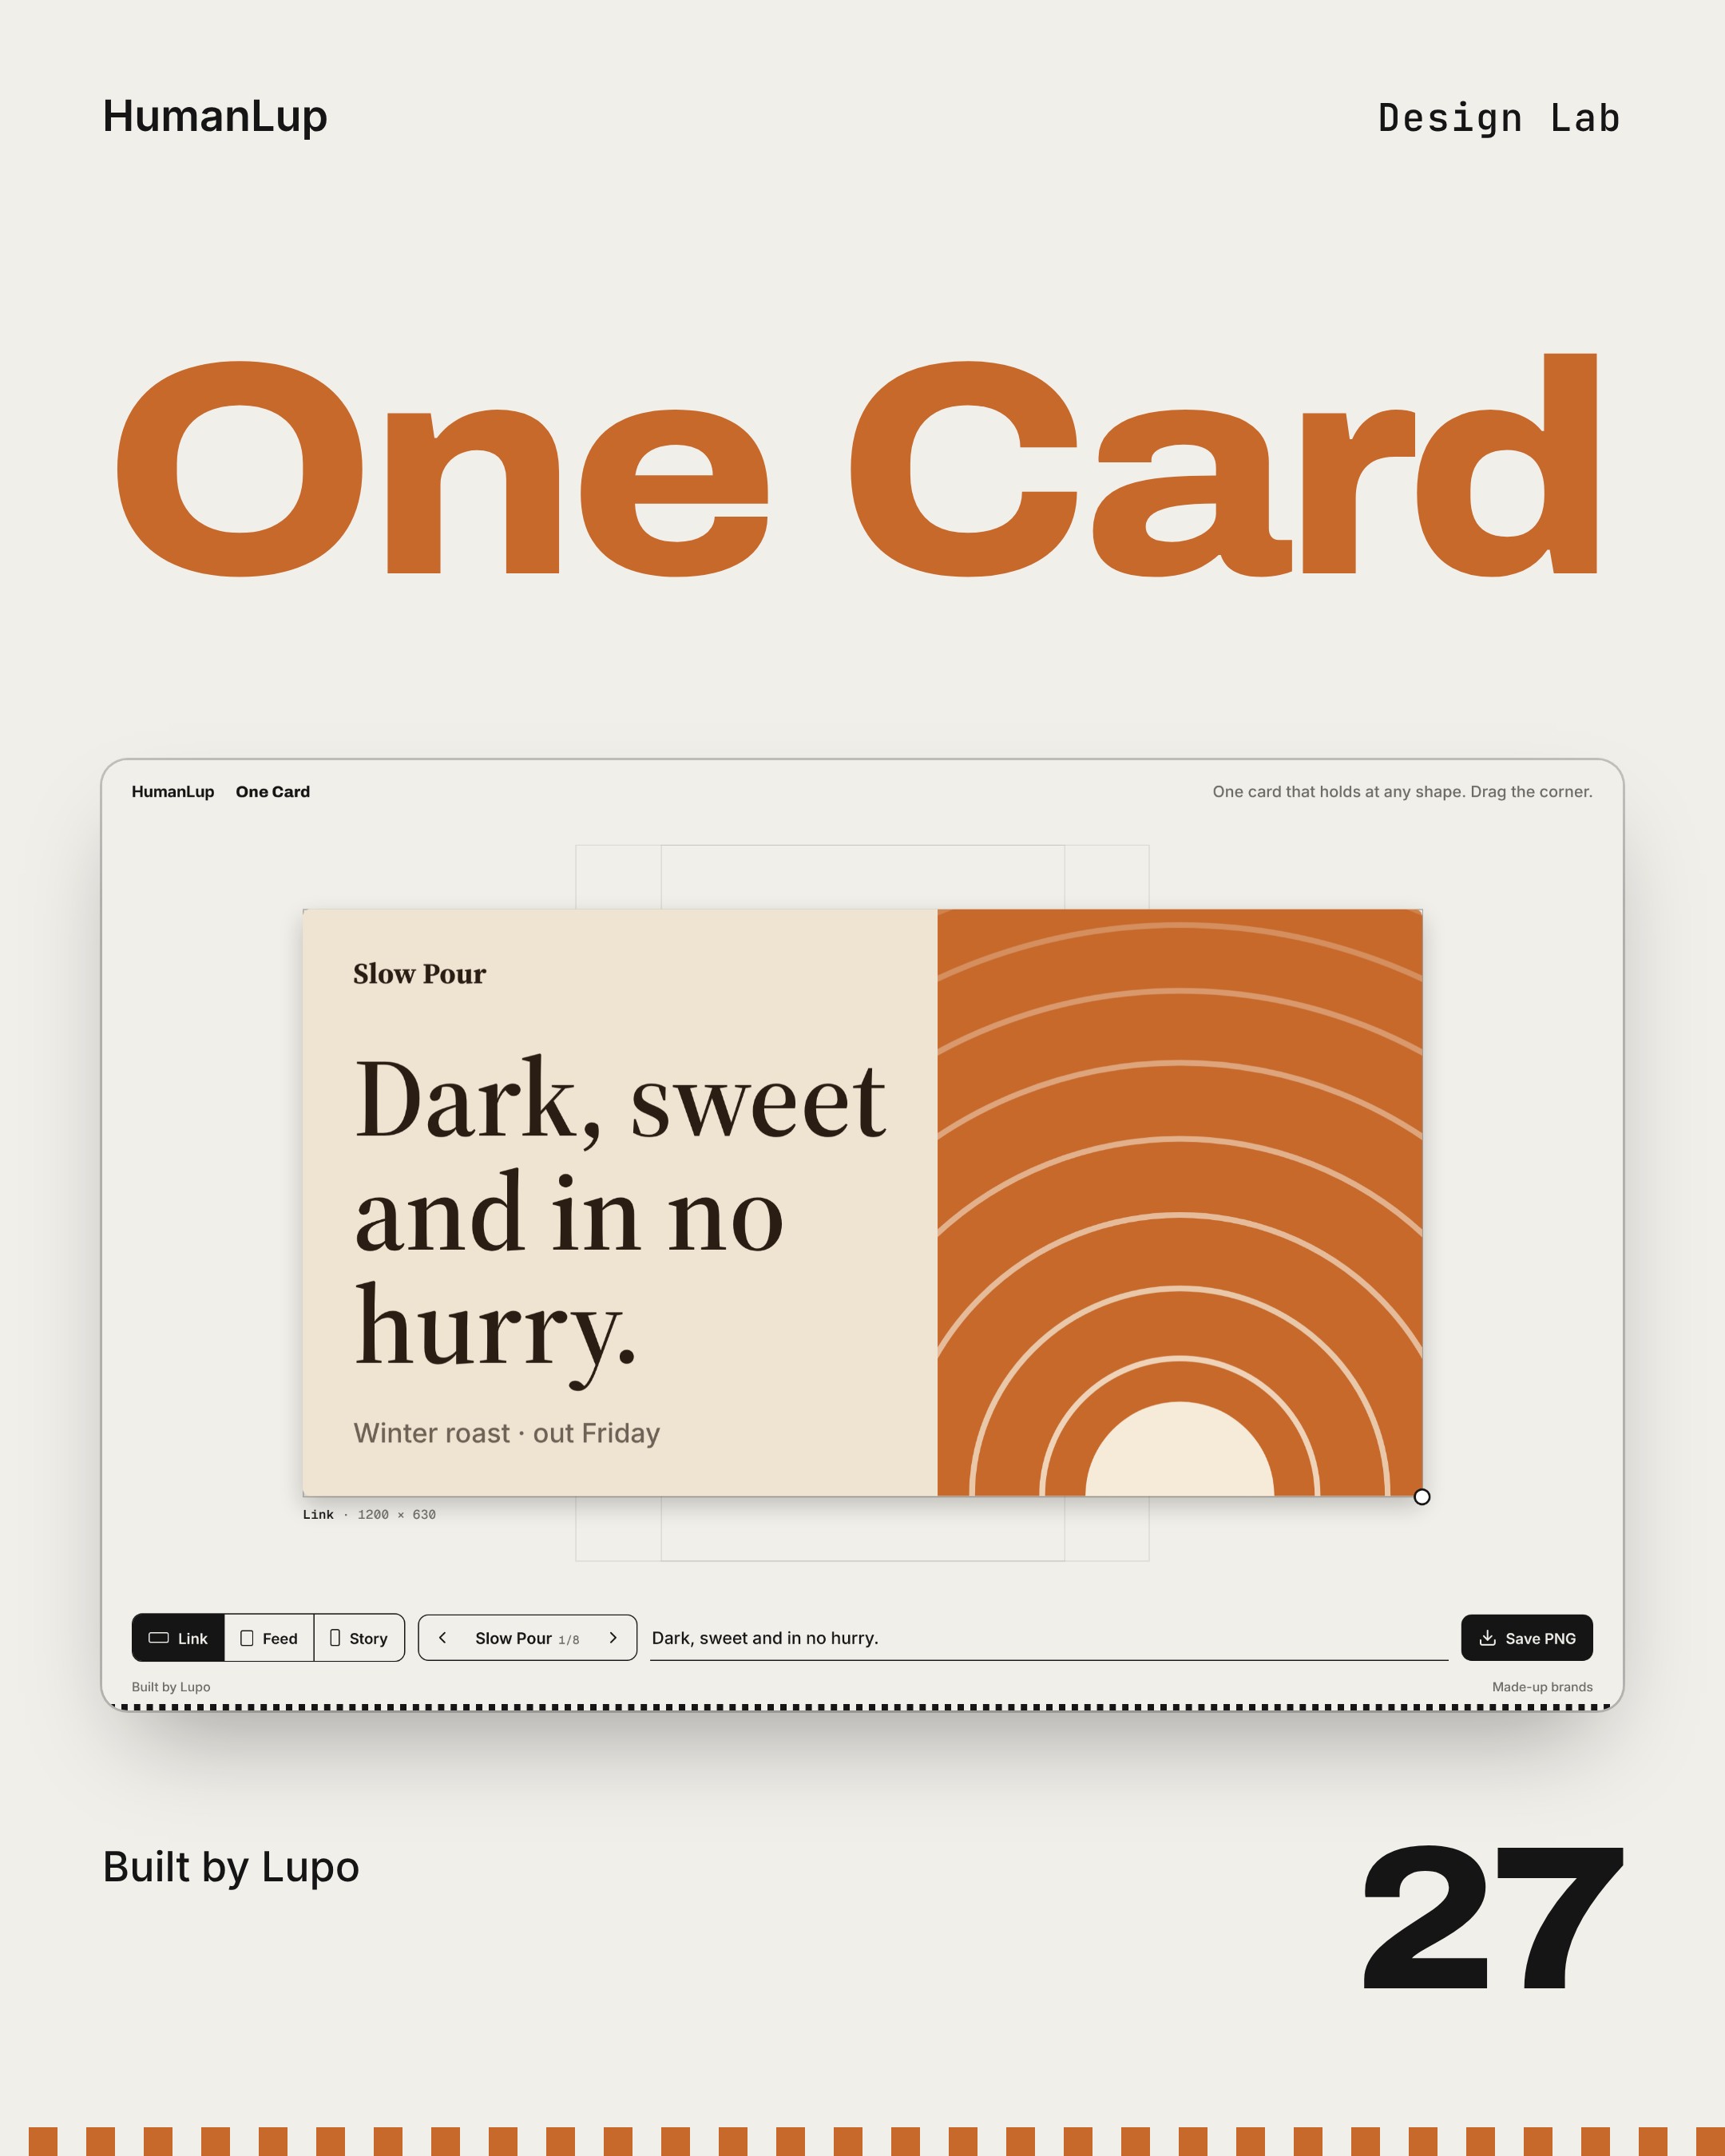 HumanLup
Design Lab
One Card
HumanLup One Card
One card that holds at any shape. Drag the corner.
Slow Pour
Dark, sweet
and in no
hurry.
Winter roast · out Friday
Link · 1200 × 630
Link Feed Story
Slow Pour 1/8
Dark, sweet and in no hurry.
Save PNG
Built by Lupo
Made-up brands
Built by Lupo
27